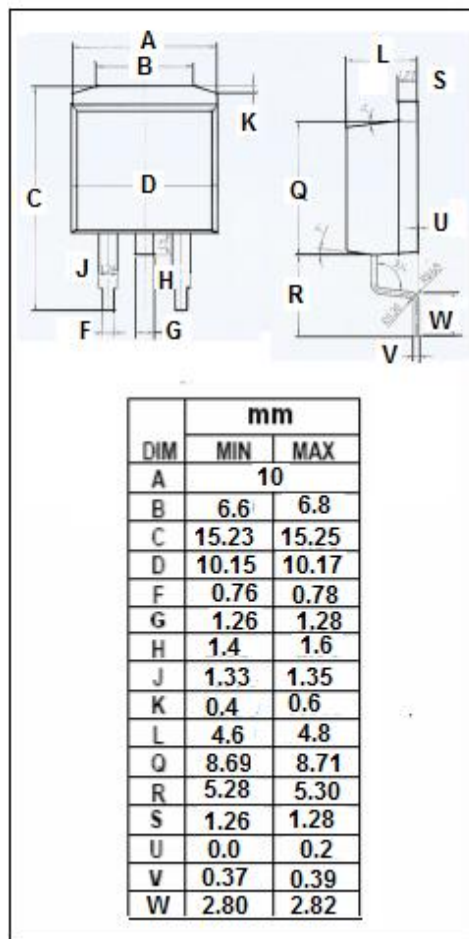 A
B
L
S
K
C
D
Q
U
J
H
R
W
F
G
V
mm
DIM MIN MAX
A 10
B 6.6 6.8
C 15.23 15.25
D 10.15 10.17
F 0.76 0.78
G 1.26 1.28
H 1.4 1.6
J 1.33 1.35
K 0.4 0.6
L 4.6 4.8
Q 8.69 8.71
R 5.28 5.30
S 1.26 1.28
U 0.0 0.2
V 0.37 0.39
W 2.80 2.82